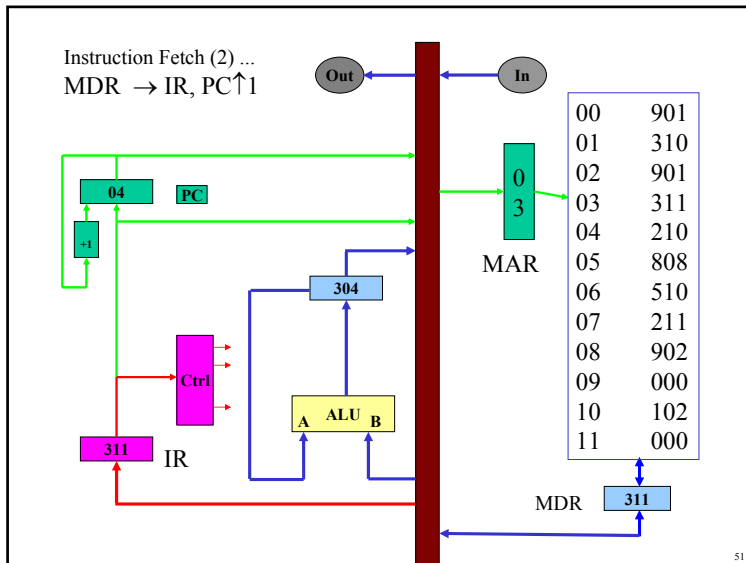 Instruction Fetch (2) ...
MDR → IR, PC↑1
Out
In
04
PC
+1
0
3
MAR
00 901
01 310
02 901
03 311
04 210
05 808
06 510
07 211
08 902
09 000
10 102
11 000
304
Ctrl
A ALU B
311
IR
MDR
311
51